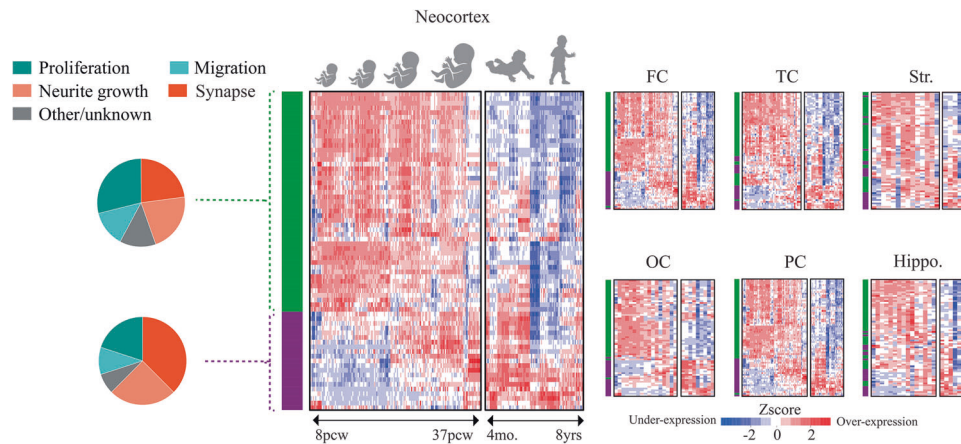 Neocortex
Proliferation
Migration
Neurite growth
Synapse
Other/unknown
FC
TC
Str.
OC
PC
Hippo.
8pcw
37pcw
4mo.
8yrs
Zscore
Under-expression
Over-expression
-2
0
2